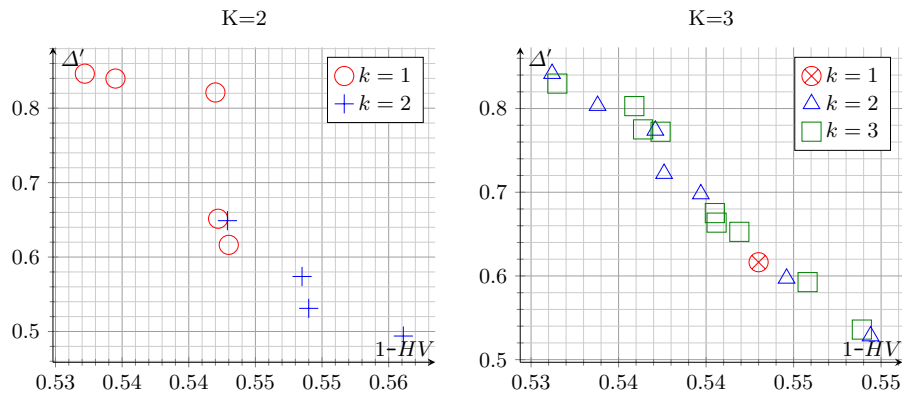 K=2
Δ′
k = 1
k = 2
0.8
0.7
0.6
0.5
1-HV
0.53 0.54 0.54 0.55 0.55 0.56
K=3
Δ′
k = 1
k = 2
k = 3
0.8
0.7
0.6
0.5
1-HV
0.53 0.54 0.54 0.55 0.55